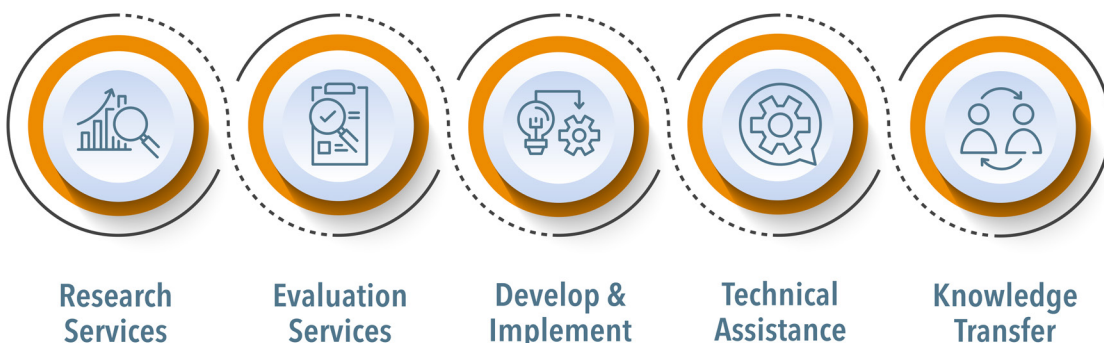 Research
Services
Evaluation
Services
Develop &
Implement
Technical
Assistance
Knowledge
Transfer